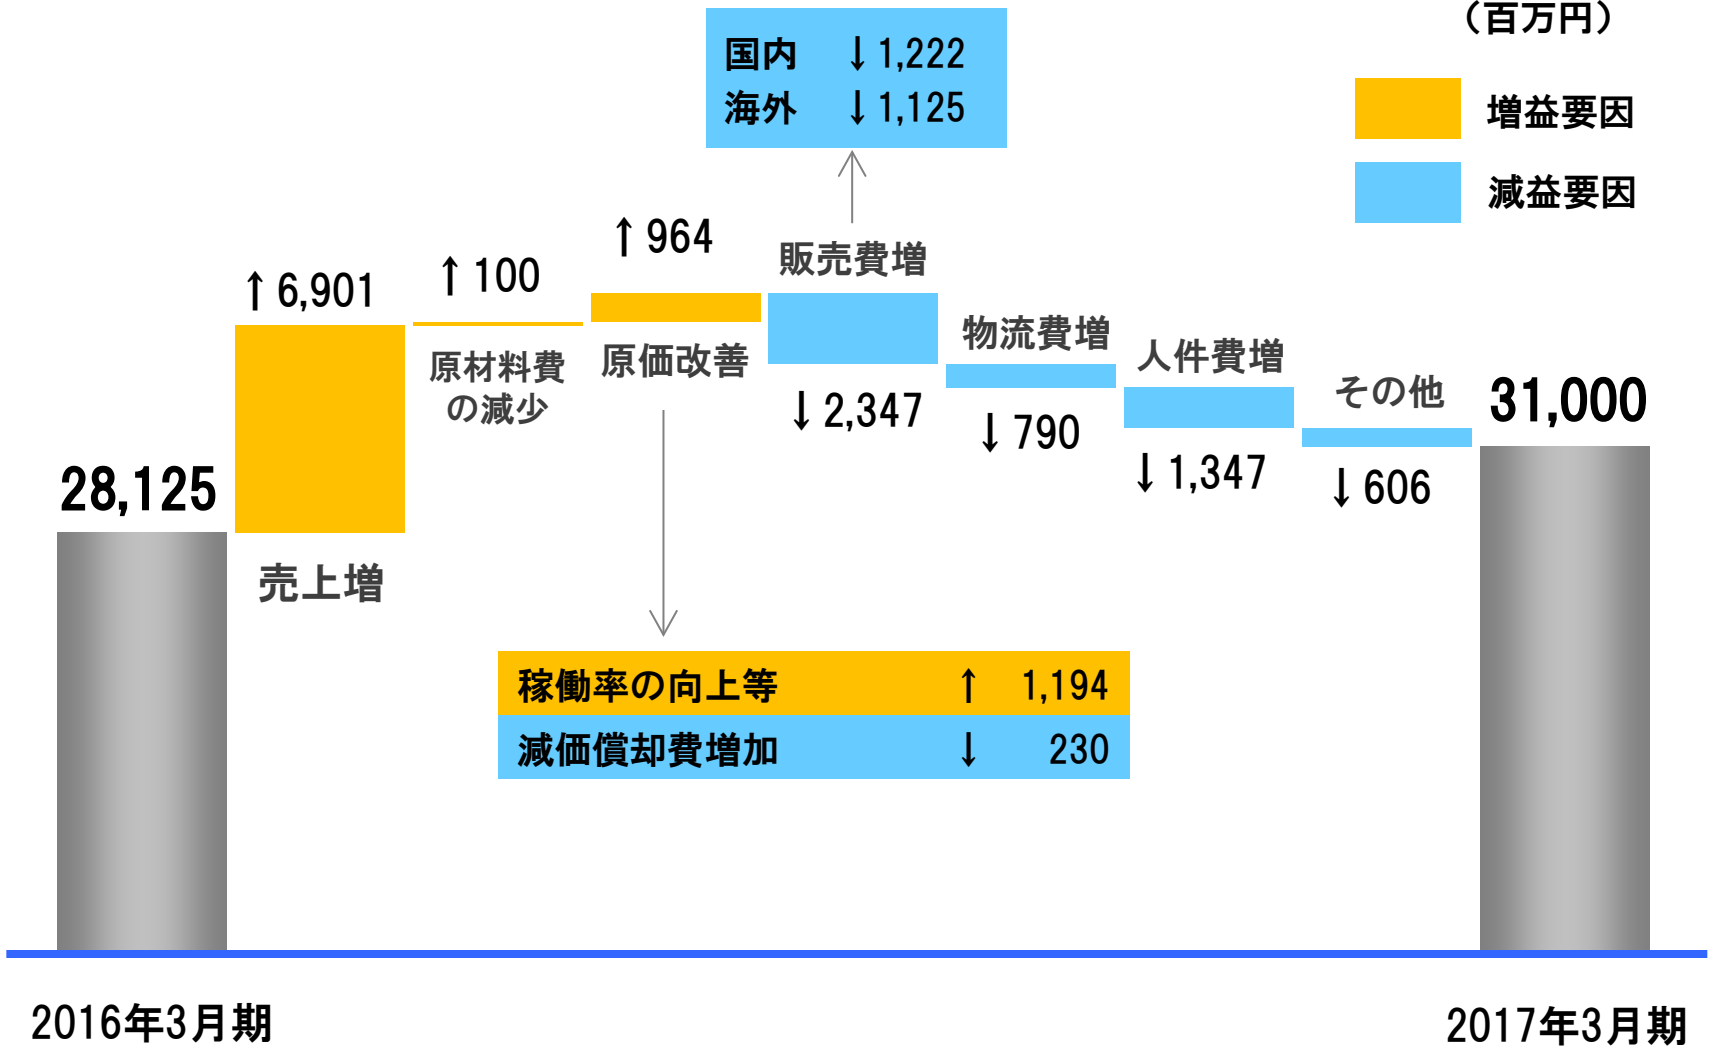 （百万円）
国内 ↓1,222
海外 ↓1,125
増益要因
減益要因
↑964
販売費増
↑6,901
↑100
原材料費
の減少
原価改善
物流費増
人件費増
その他
31,000
↓2,347
↓790
↓1,347
↓606
28,125
売上増
稼働率の向上等 ↑ 1,194
減価償却費増加 ↓ 230
2016年3月期
2017年3月期